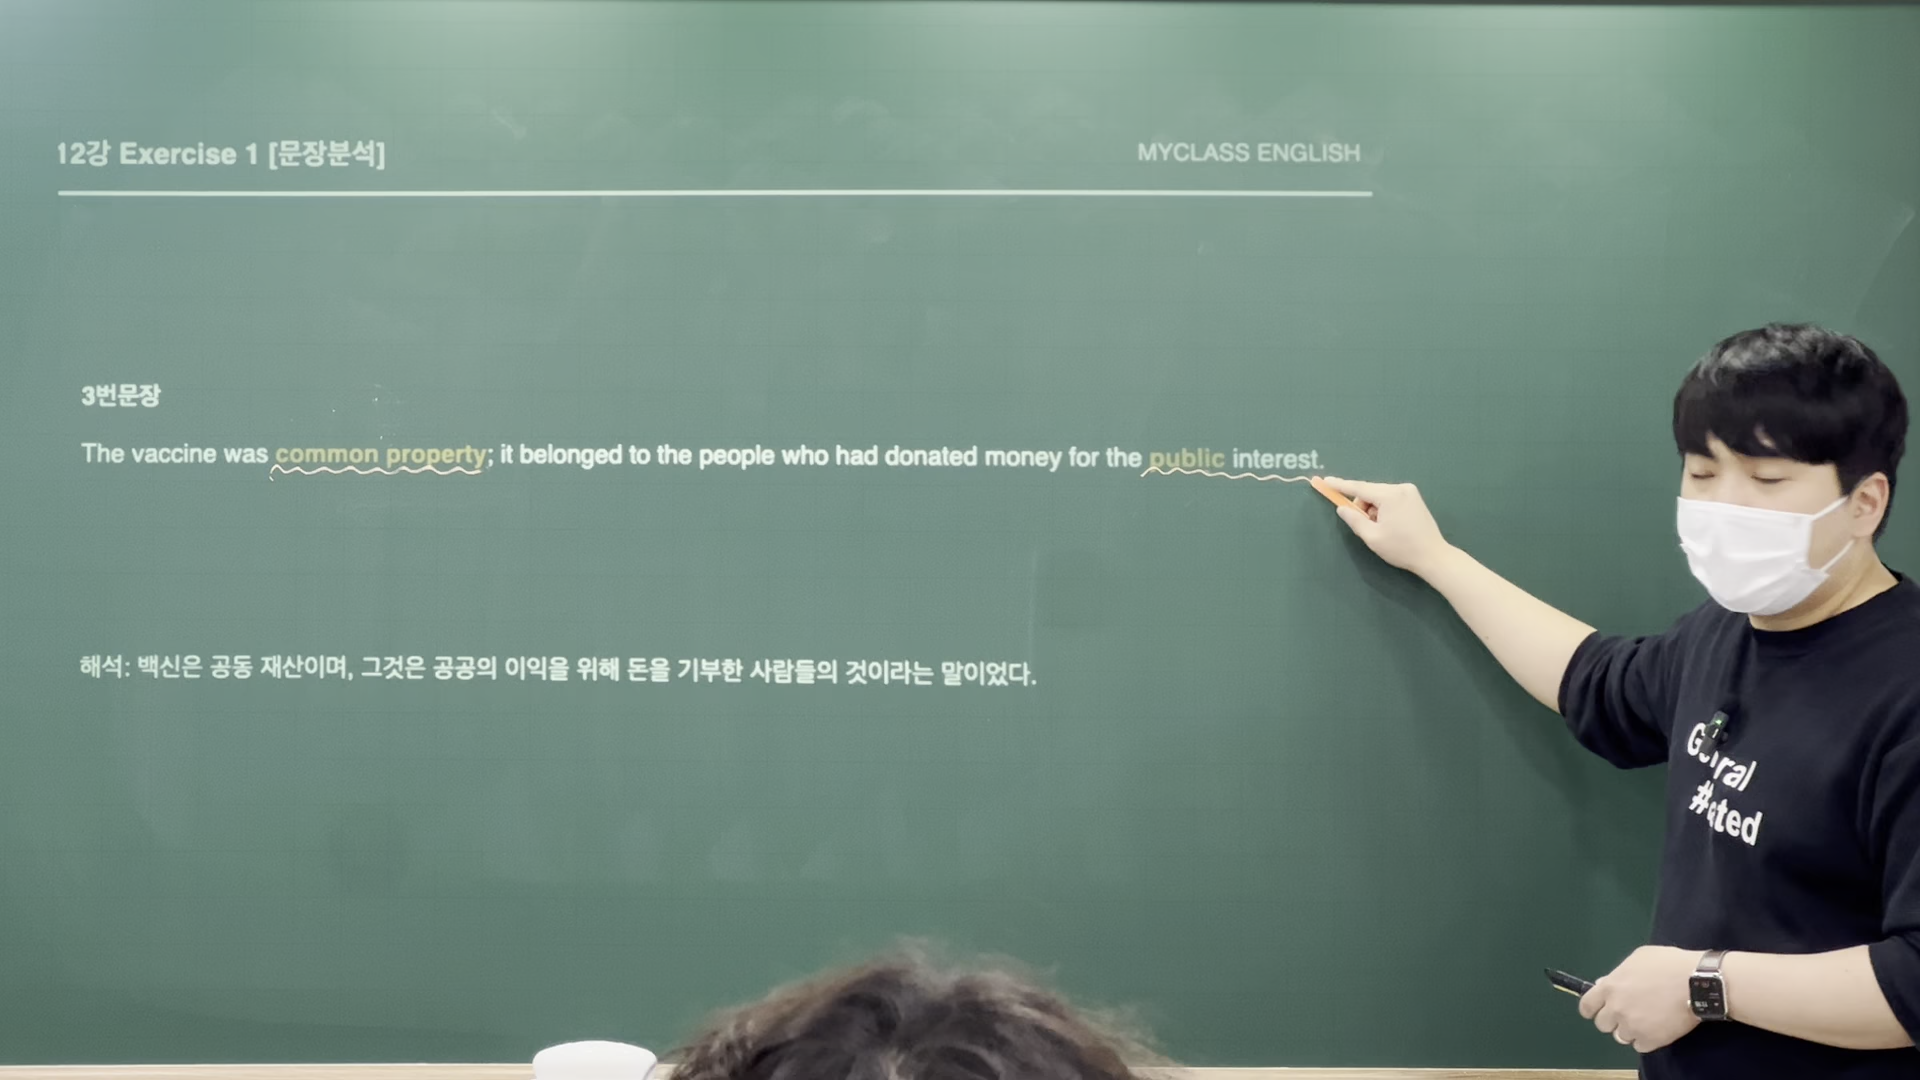 12강 Exercise 1 [문장분석]
MYCLASS ENGLISH
3번문장
The vaccine was common property; it belonged to the people who had donated money for the public interest.
해석: 백신은 공동 재산이며, 그것은 공공의 이익을 위해 돈을 기부한 사람들의 것이라는 말이었다.